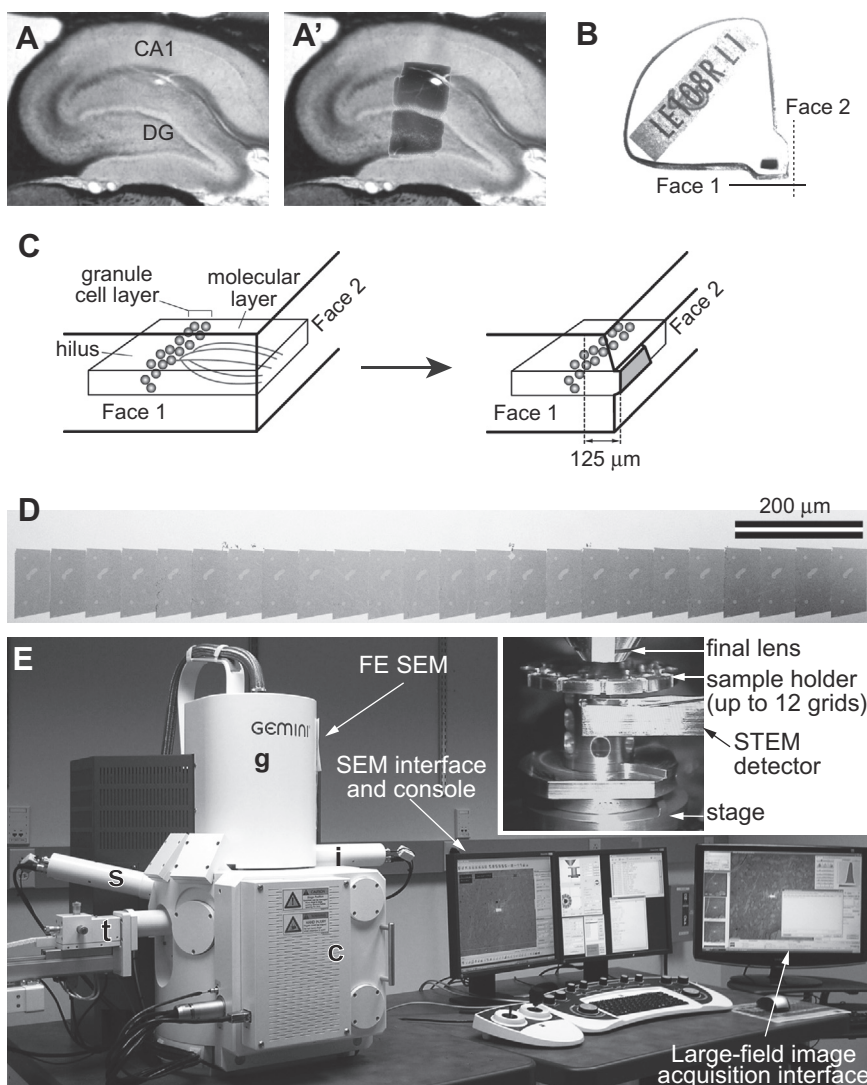 A
CA1
DG
A'
B
LEF08R LI
Face 2
Face 1
C
granule
cell layer
molecular
layer
Face 2
hilus
Face 1
Face 2
Face 1
125 μm
D
200 μm
E
FE SEM
GEMINI
g
SEM interface
and console
s
i
t
c
final lens
sample holder
(up to 12 grids)
STEM
detector
stage
Large-field image
acquisition interface